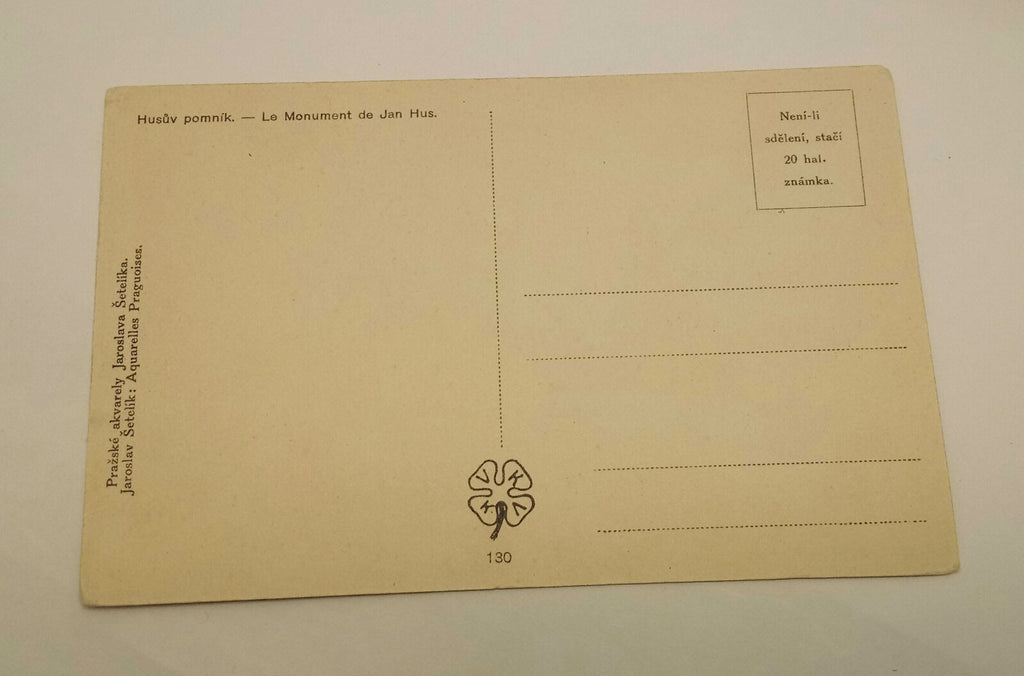 Husův pomník. — Le Monument de Jan Hus.
Není-li
sdělení, stačí
20 hal.
známka.
Pražské akvarely Jaroslava Šetelíka.
Jaroslav Šetelík: Aquarelles Praguoises.
V K
K V
130